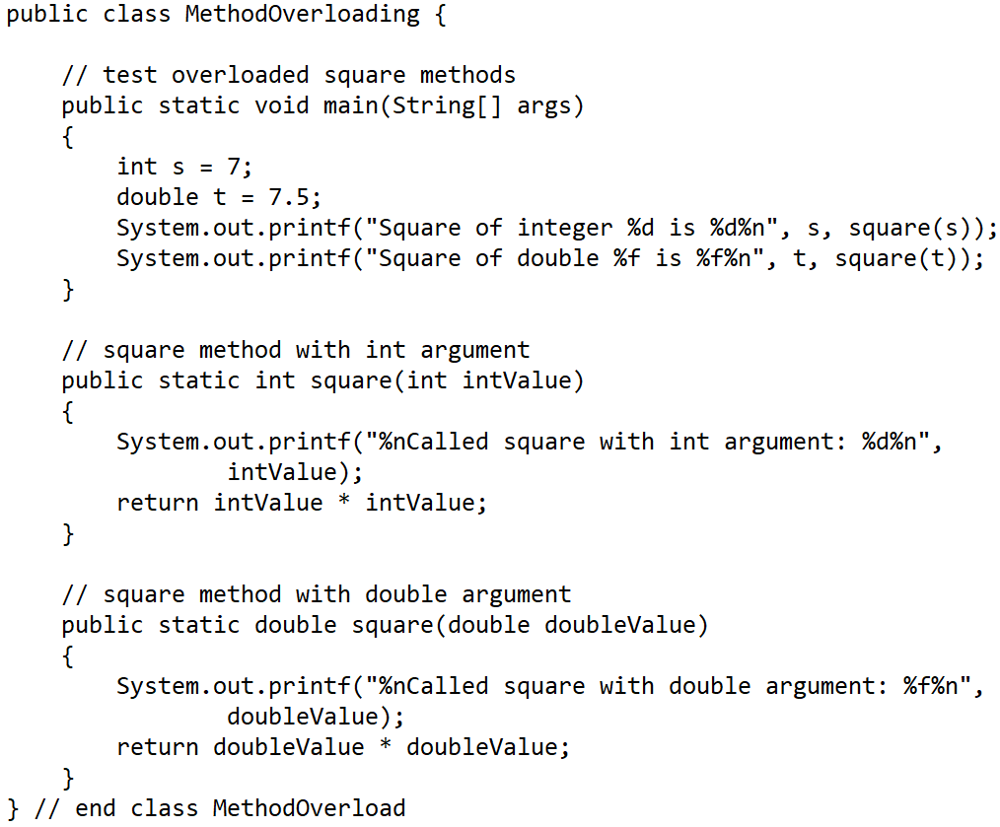 public class MethodOverloading {
    // test overloaded square methods
    public static void main(String[] args)
    {
        int s = 7;
        double t = 7.5;
        System.out.printf("Square of integer %d is %d%n", s, square(s));
        System.out.printf("Square of double %f is %f%n", t, square(t));
    }
    // square method with int argument
    public static int square(int intValue)
    {
        System.out.printf("%nCalled square with int argument: %d%n",
                intValue);
        return intValue * intValue;
    }
    // square method with double argument
    public static double square(double doubleValue)
    {
        System.out.printf("%nCalled square with double argument: %f%n",
                doubleValue);
        return doubleValue * doubleValue;
    }
} // end class MethodOverload